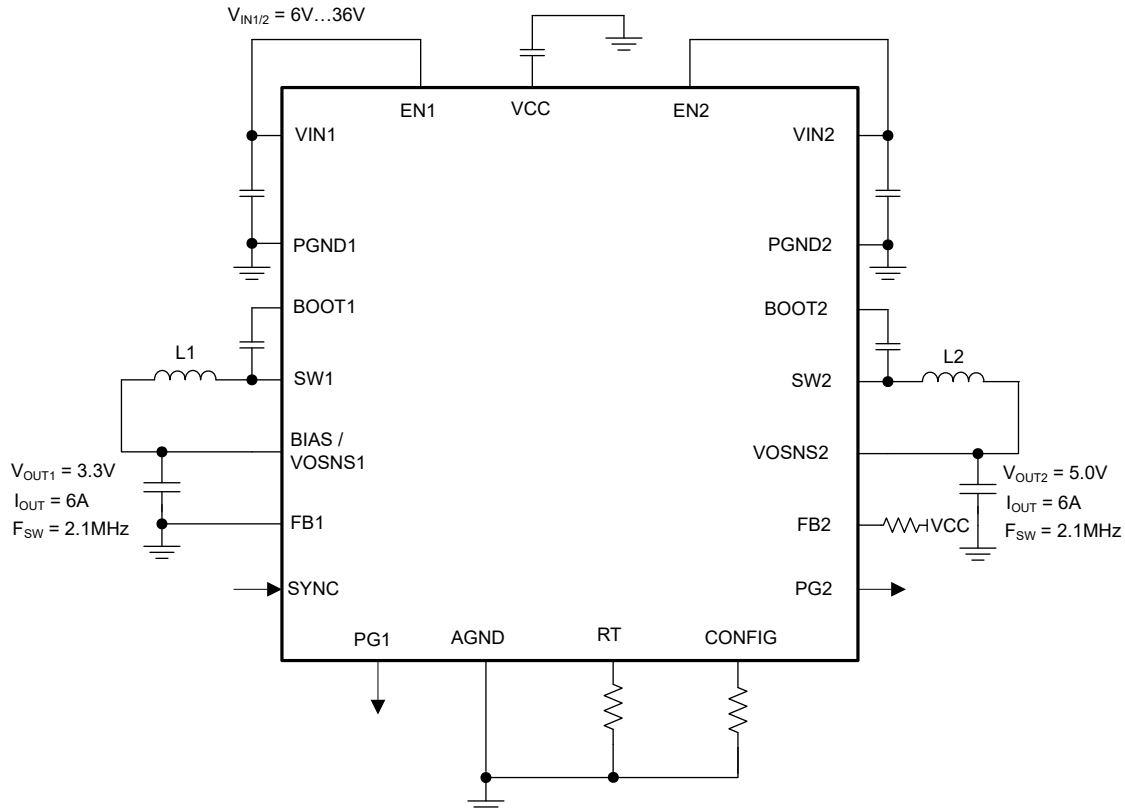 V_IN1/2 = 6V...36V
EN1
VCC
EN2
VIN1
VIN2
PGND1
PGND2
BOOT1
BOOT2
L1
L2
SW1
SW2
BIAS /
VOSNS1
VOSNS2
V_OUT1 = 3.3V
I_OUT = 6A
F_SW = 2.1MHz
V_OUT2 = 5.0V
I_OUT = 6A
F_SW = 2.1MHz
FB1
FB2
VCC
SYNC
PG2
PG1
AGND
RT
CONFIG